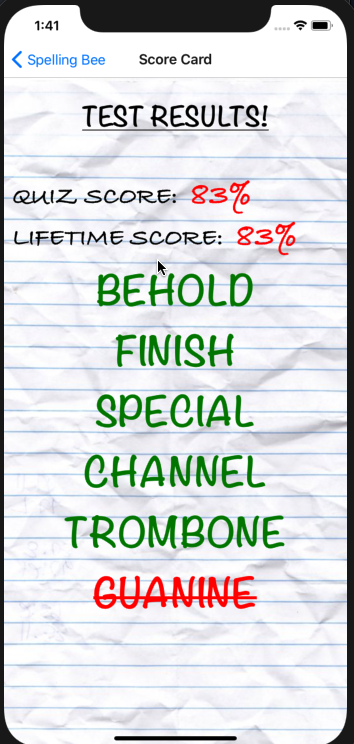 1:41
Spelling Bee Score Card
TEST RESULTS!
QUIZ SCORE: 83%
LIFETIME SCORE: 83%
BEHOLD
FINISH
SPECIAL
CHANNEL
TROMBONE
GUANINE